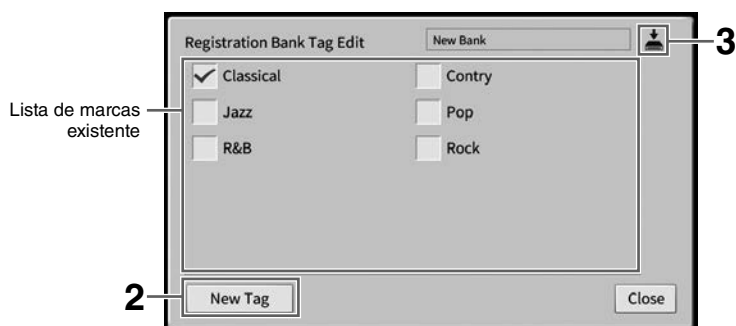 Registration Bank Tag Edit New Bank 3
Classical Contry
Lista de marcas
existente
Jazz Pop
R&B Rock
2 New Tag Close